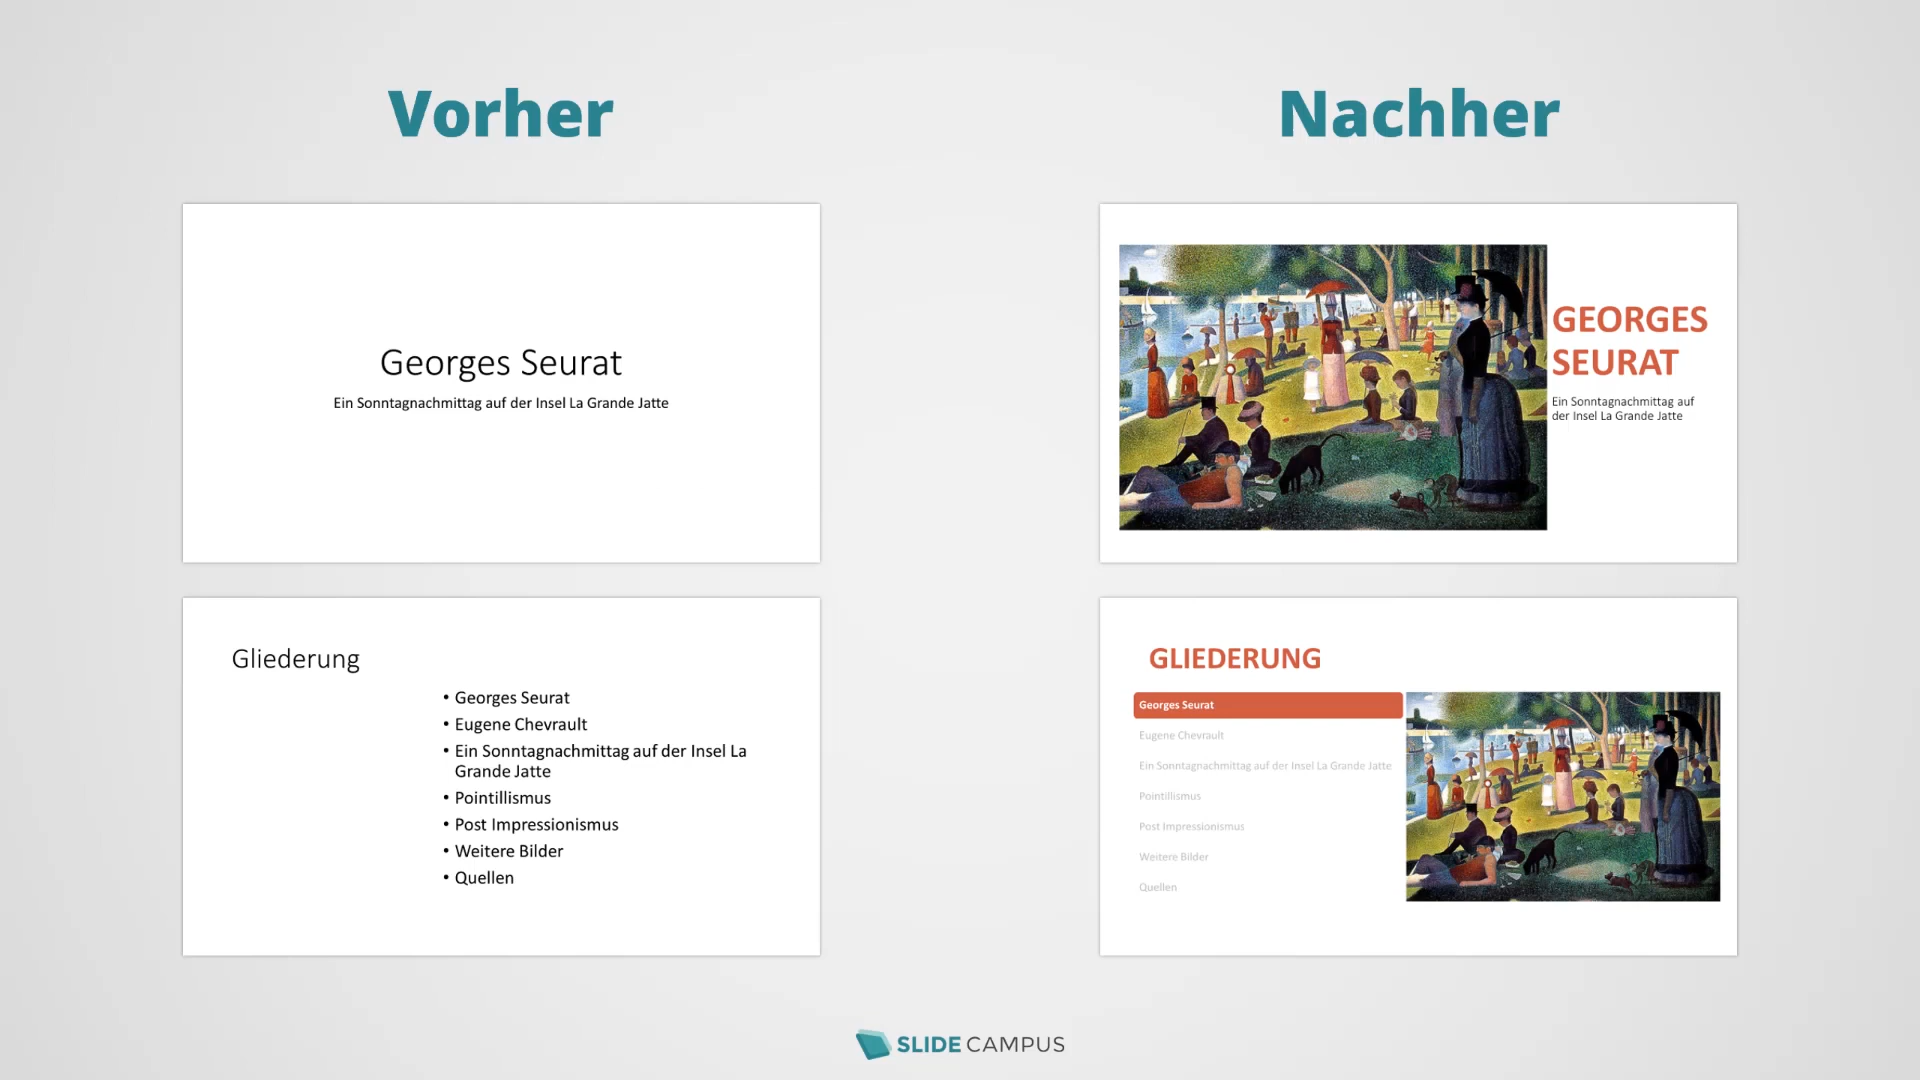 Vorher
Nachher
Georges Seurat
Ein Sonntagnachmittag auf der Insel La Grande Jatte
GEORGES
SEURAT
Ein Sonntagnachmittag auf
der Insel La Grande Jatte
Gliederung
• Georges Seurat
• Eugene Chevrault
• Ein Sonntagnachmittag auf der Insel La
Grande Jatte
• Pointillismus
• Post Impressionismus
• Weitere Bilder
• Quellen
GLIEDERUNG
Georges Seurat
Eugene Chevrault
Ein Sonntagnachmittag auf der Insel La Grande Jatte
Pointillismus
Post Impressionismus
Weitere Bilder
Quellen
SLIDE CAMPUS